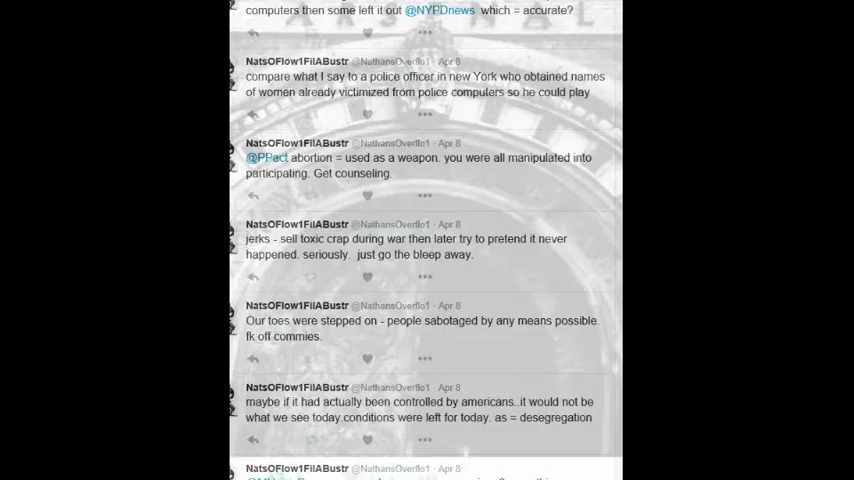 computers then some left it out @NYPDnews which = accurate?
NatsOFlow1FilABustr @NathansOverflo1 · Apr 8
compare what I say to a police officer in new York who obtained names
of women already victimized from police computers so he could play
NatsOFlow1FilABustr @NathansOverflo1 · Apr 8
@PPact abortion = used as a weapon. you were all manipulated into
participating. Get counseling.
NatsOFlow1FilABustr @NathansOverflo1 · Apr 8
jerks - sell toxic crap during war then later try to pretend it never
happened. seriously. just go the bleep away.
NatsOFlow1FilABustr @NathansOverflo1 · Apr 8
Our toes were stepped on - people sabotaged by any means possible.
fk off commies.
NatsOFlow1FilABustr @NathansOverflo1 · Apr 8
maybe if it had actually been controlled by americans..it would not be
what we see today.conditions were left for today. as = desegregation
NatsOFlow1FilABustr @NathansOverflo1 · Apr 8